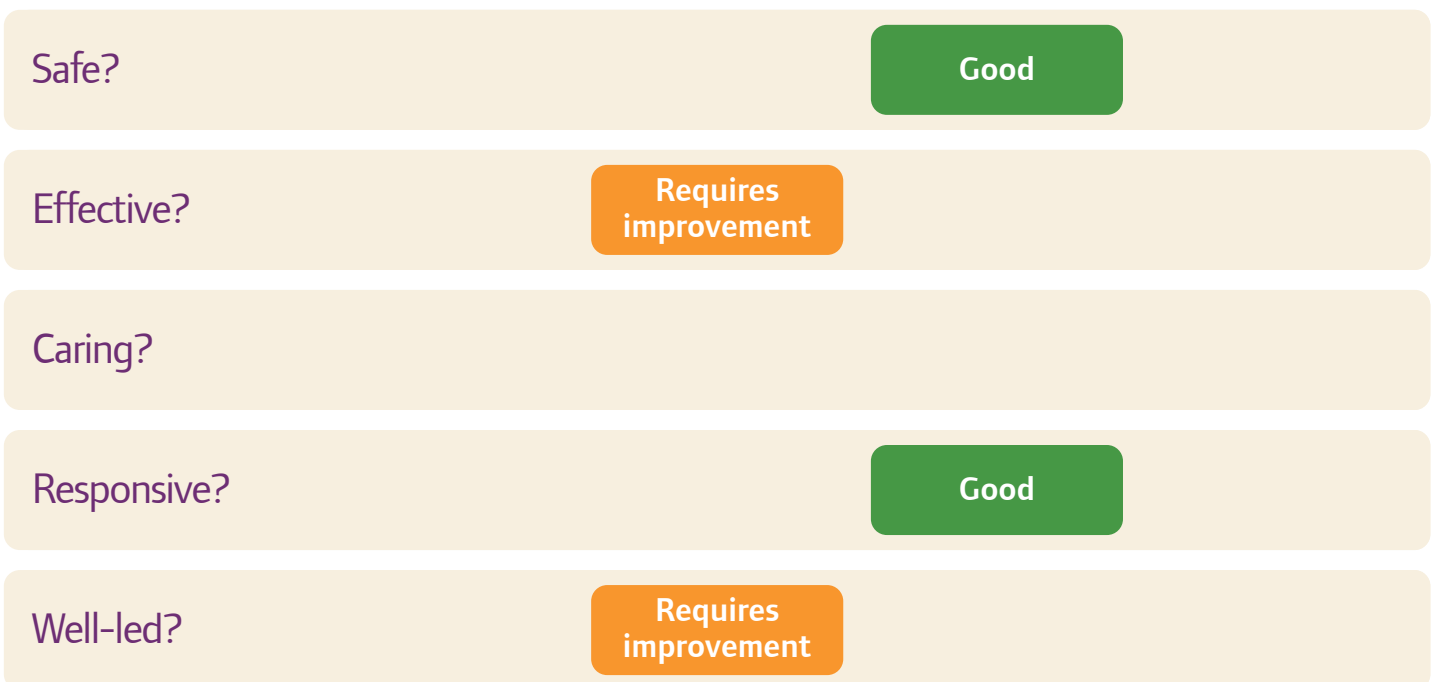 Safe?
Good
Effective?
Requires
improvement
Caring?
Responsive?
Good
Well-led?
Requires
improvement